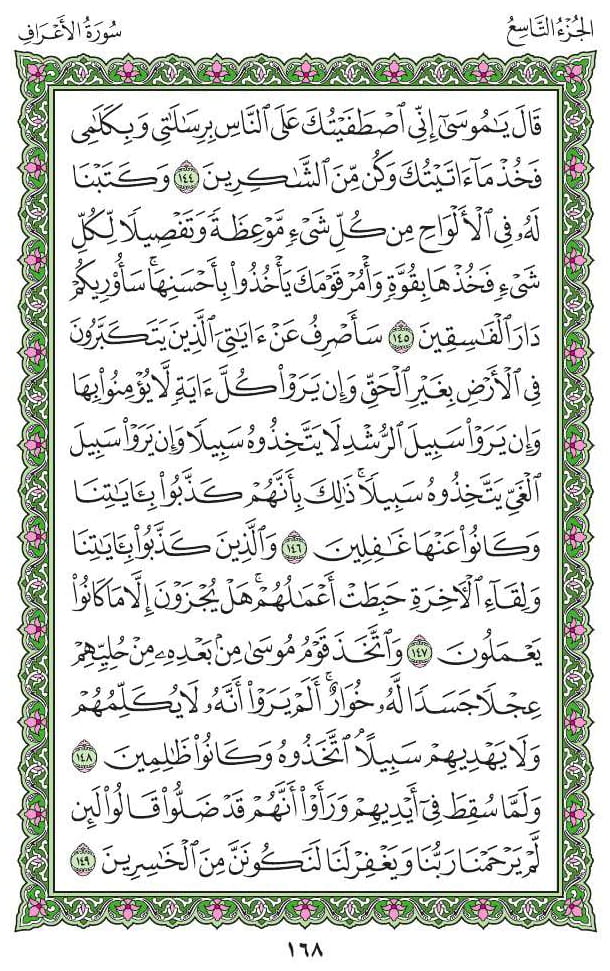 الجُزْءُ التَّاسِعُ
سُورَةُ الأَعْرَافِ
قَالَ يَٰمُوسَىٰٓ إِنِّي ٱصۡطَفَيۡتُكَ عَلَى ٱلنَّاسِ بِرِسَٰلَٰتِي وَبِكَلَٰمِي
فَخُذۡ مَآ ءَاتَيۡتُكَ وَكُن مِّنَ ٱلشَّٰكِرِينَ ١٤٤ وَكَتَبۡنَا
لَهُۥ فِي ٱلۡأَلۡوَاحِ مِن كُلِّ شَيۡءٖ مَّوۡعِظَةٗ وَتَفۡصِيلٗا لِّكُلِّ
شَيۡءٖ فَخُذۡهَا بِقُوَّةٖ وَأۡمُرۡ قَوۡمَكَ يَأۡخُذُواْ بِأَحۡسَنِهَاۚ سَأُوْرِيكُمۡ
دَارَ ٱلۡفَٰسِقِينَ ١٤٥ سَأَصۡرِفُ عَنۡ ءَايَٰتِيَ ٱلَّذِينَ يَتَكَبَّرُونَ
فِي ٱلۡأَرۡضِ بِغَيۡرِ ٱلۡحَقِّ وَإِن يَرَوۡاْ كُلَّ ءَايَةٖ لَّا يُؤۡمِنُواْ بِهَا
وَإِن يَرَوۡاْ سَبِيلَ ٱلرُّشۡدِ لَا يَتَّخِذُوهُ سَبِيلٗا وَإِن يَرَوۡاْ سَبِيلَ
ٱلۡغَيِّ يَتَّخِذُوهُ سَبِيلٗاۚ ذَٰلِكَ بِأَنَّهُمۡ كَذَّبُواْ بِـَٔايَٰتِنَا
وَكَانُواْ عَنۡهَا غَٰفِلِينَ ١٤٦ وَٱلَّذِينَ كَذَّبُواْ بِـَٔايَٰتِنَا
وَلِقَآءِ ٱلۡأٓخِرَةِ حَبِطَتۡ أَعۡمَٰلُهُمۡۚ هَلۡ يُجۡزَوۡنَ إِلَّا مَا كَانُواْ
يَعۡمَلُونَ ١٤٧ وَٱتَّخَذَ قَوۡمُ مُوسَىٰ مِنۢ بَعۡدِهِۦ مِنۡ حُلِيِّهِمۡ
عِجۡلٗا جَسَدٗا لَّهُۥ خُوَارٌۚ أَلَمۡ يَرَوۡاْ أَنَّهُۥ لَا يُكَلِّمُهُمۡ
وَلَا يَهۡدِيهِمۡ سَبِيلًاۘ ٱتَّخَذُوهُ وَكَانُواْ ظَٰلِمِينَ ١٤٨
وَلَمَّا سُقِطَ فِيٓ أَيۡدِيهِمۡ وَرَأَوۡاْ أَنَّهُمۡ قَدۡ ضَلُّواْ قَالُواْ لَئِن
لَّمۡ يَرۡحَمۡنَا رَبُّنَا وَيَغۡفِرۡ لَنَا لَنَكُونَنَّ مِنَ ٱلۡخَٰسِرِينَ ١٤٩
١٦٨